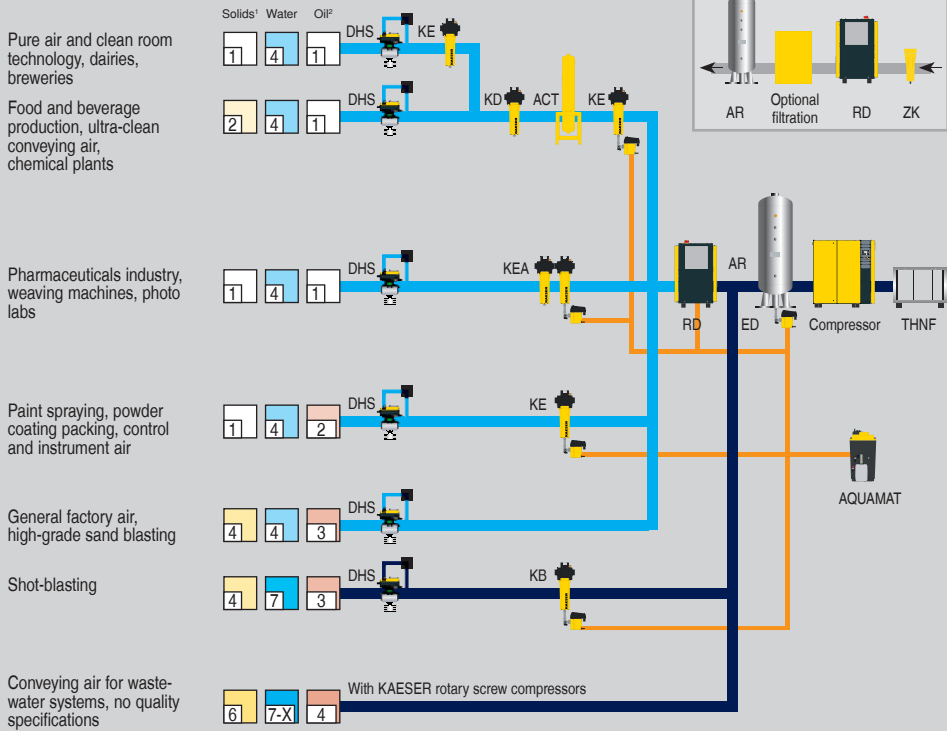 Solids¹ Water Oil²
Pure air and clean room
technology, dairies,
breweries
1 4 1
DHS KE
Food and beverage
production, ultra-clean
conveying air,
chemical plants
2 4 1
DHS KD ACT KE
AR Optional
filtration RD ZK
Pharmaceuticals industry,
weaving machines, photo
labs
1 4 1
DHS KEA RD AR ED Compressor THNF
Paint spraying, powder
coating packing, control
and instrument air
1 4 2
DHS KE
AQUAMAT
General factory air,
high-grade sand blasting
4 4 3
DHS
Shot-blasting
4 7 3
DHS KB
Conveying air for waste-
water systems, no quality
specifications
6 7-X 4
With KAESER rotary screw compressors